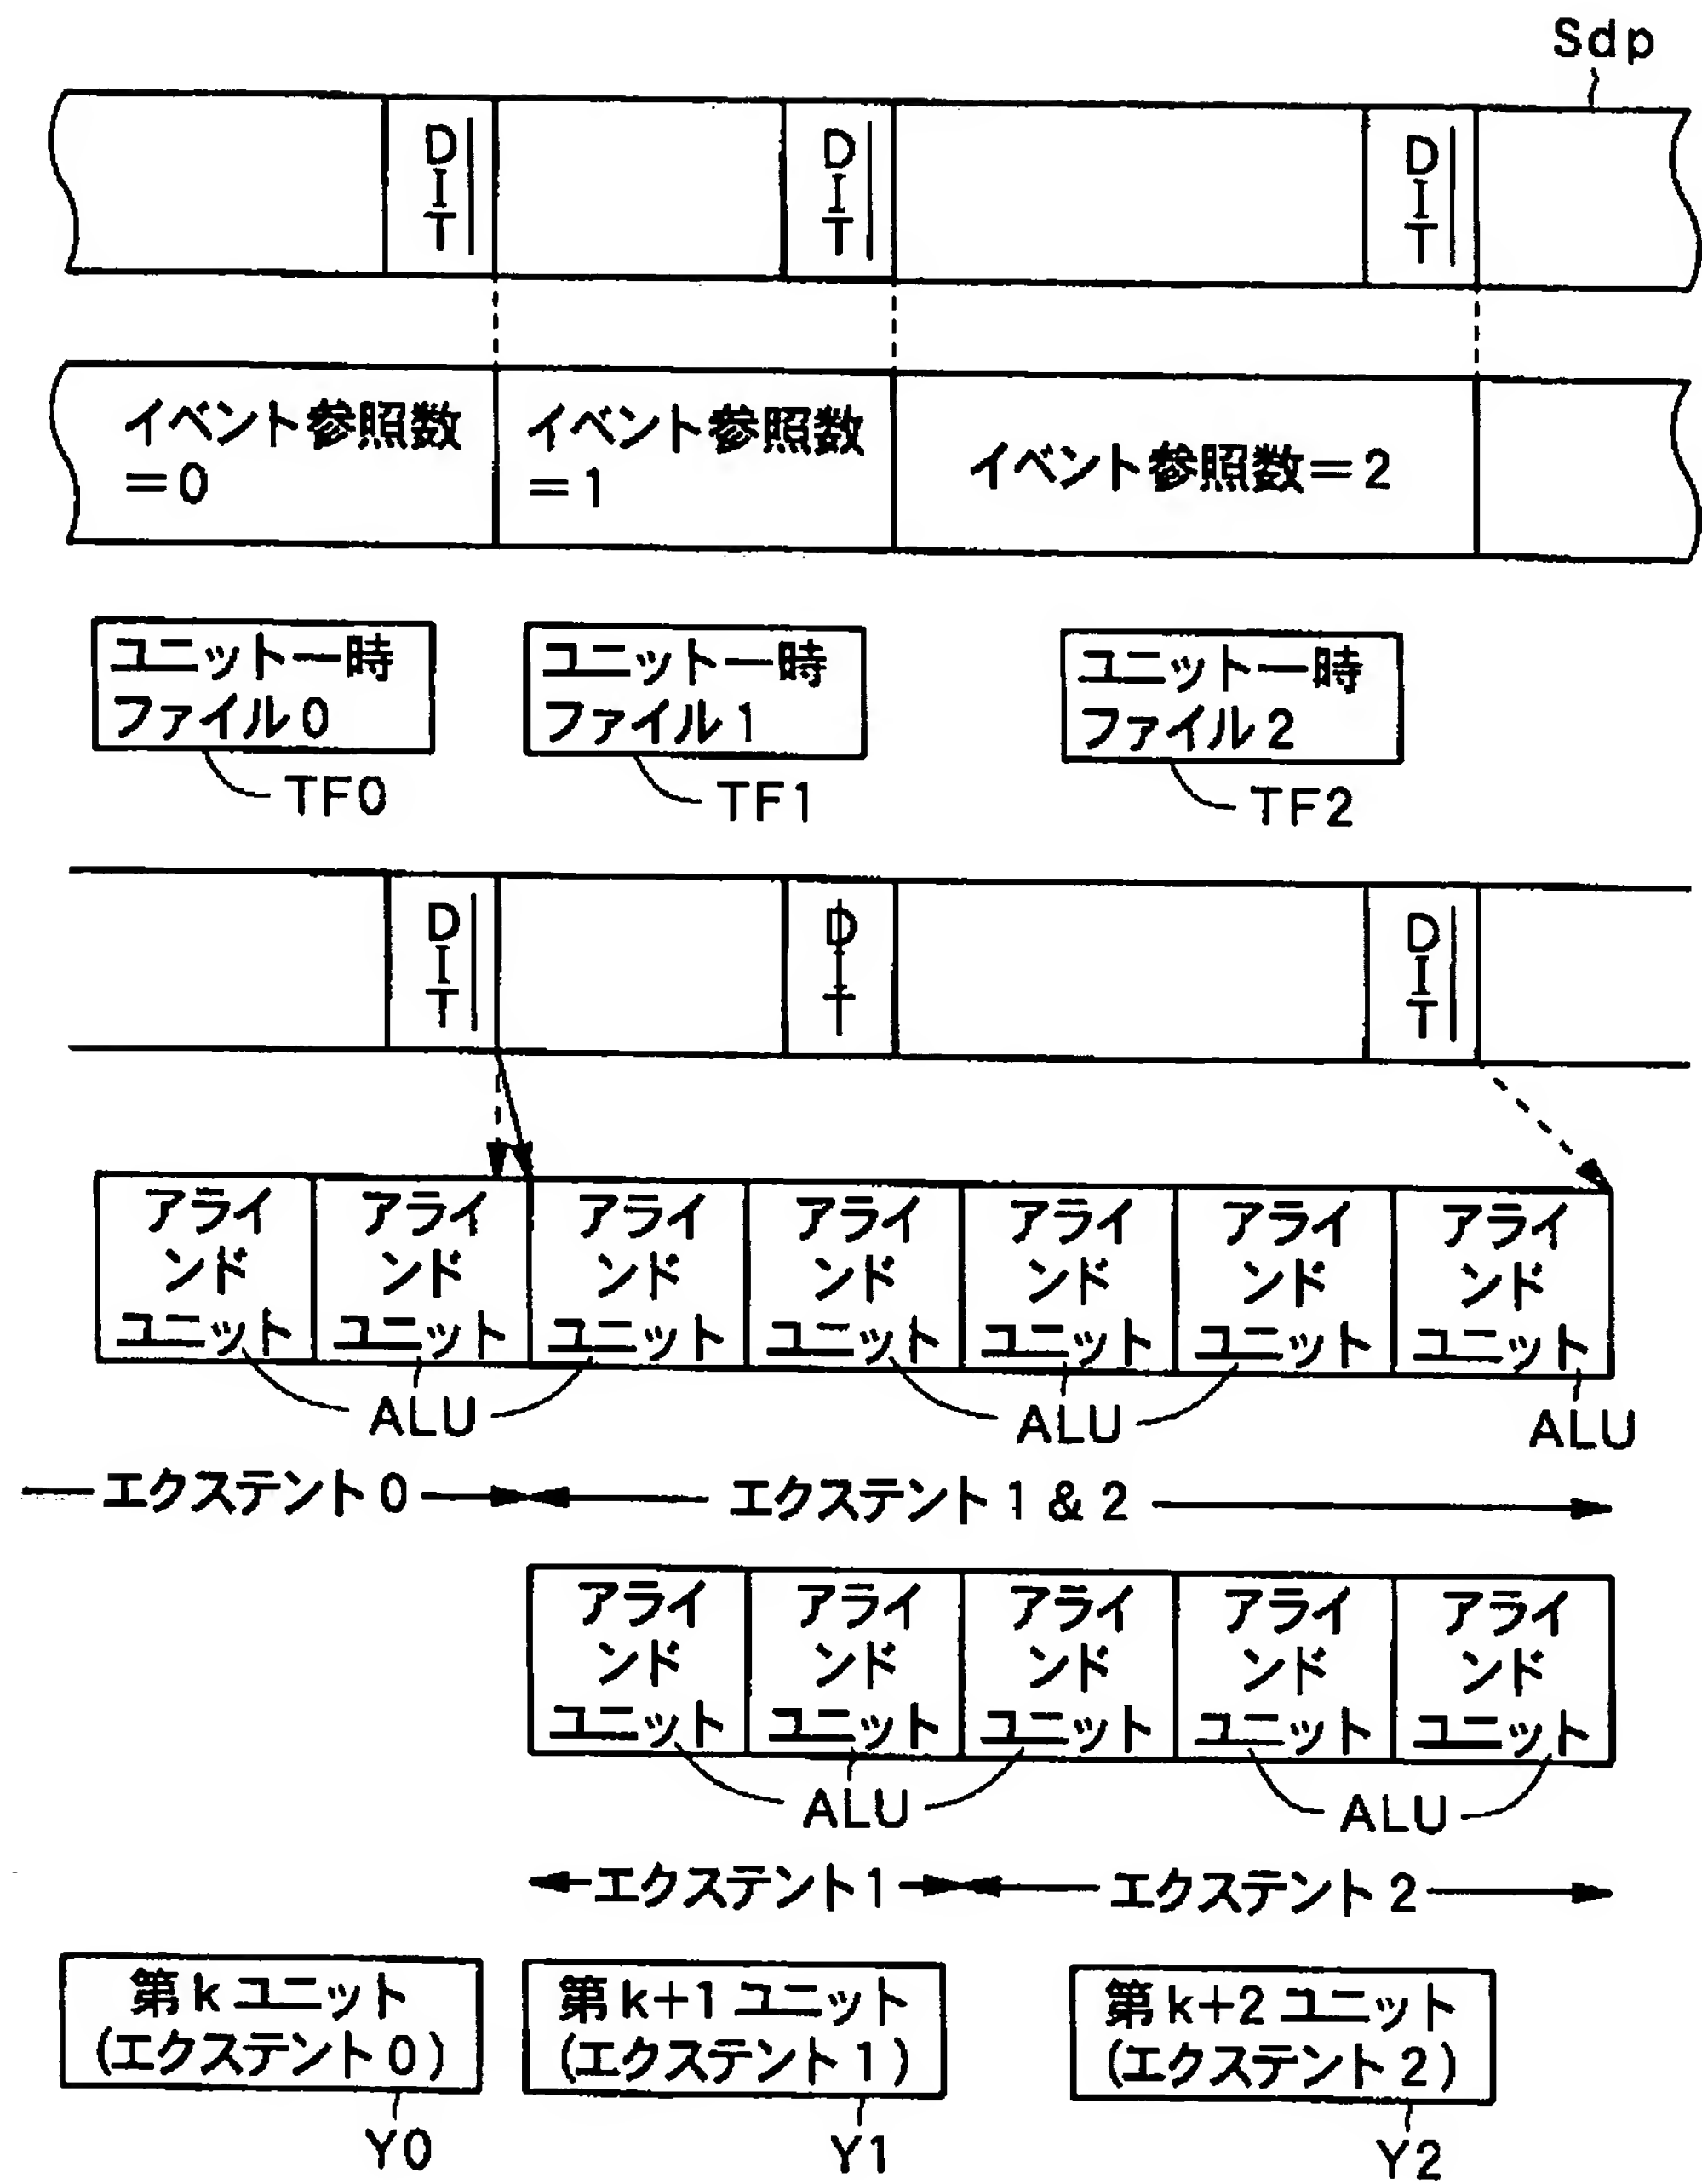 Sdp
DIT
DIT
DIT
イベント参照数
=0
イベント参照数
=1
イベント参照数=2
ユニット一時
ファイル0
ユニット一時
ファイル1
ユニット一時
ファイル2
TF0
TF1
TF2
DIT
DIT
DIT
アライ
ンド
ユニット
アライ
ンド
ユニット
アライ
ンド
ユニット
アライ
ンド
ユニット
アライ
ンド
ユニット
アライ
ンド
ユニット
アライ
ンド
ユニット
ALU
ALU
ALU
エクステント0
エクステント1&2
アライ
ンド
ユニット
アライ
ンド
ユニット
アライ
ンド
ユニット
アライ
ンド
ユニット
アライ
ンド
ユニット
ALU
ALU
エクステント1
エクステント2
第kユニット
(エクステント0)
第k+1ユニット
(エクステント1)
第k+2ユニット
(エクステント2)
Y0
Y1
Y2